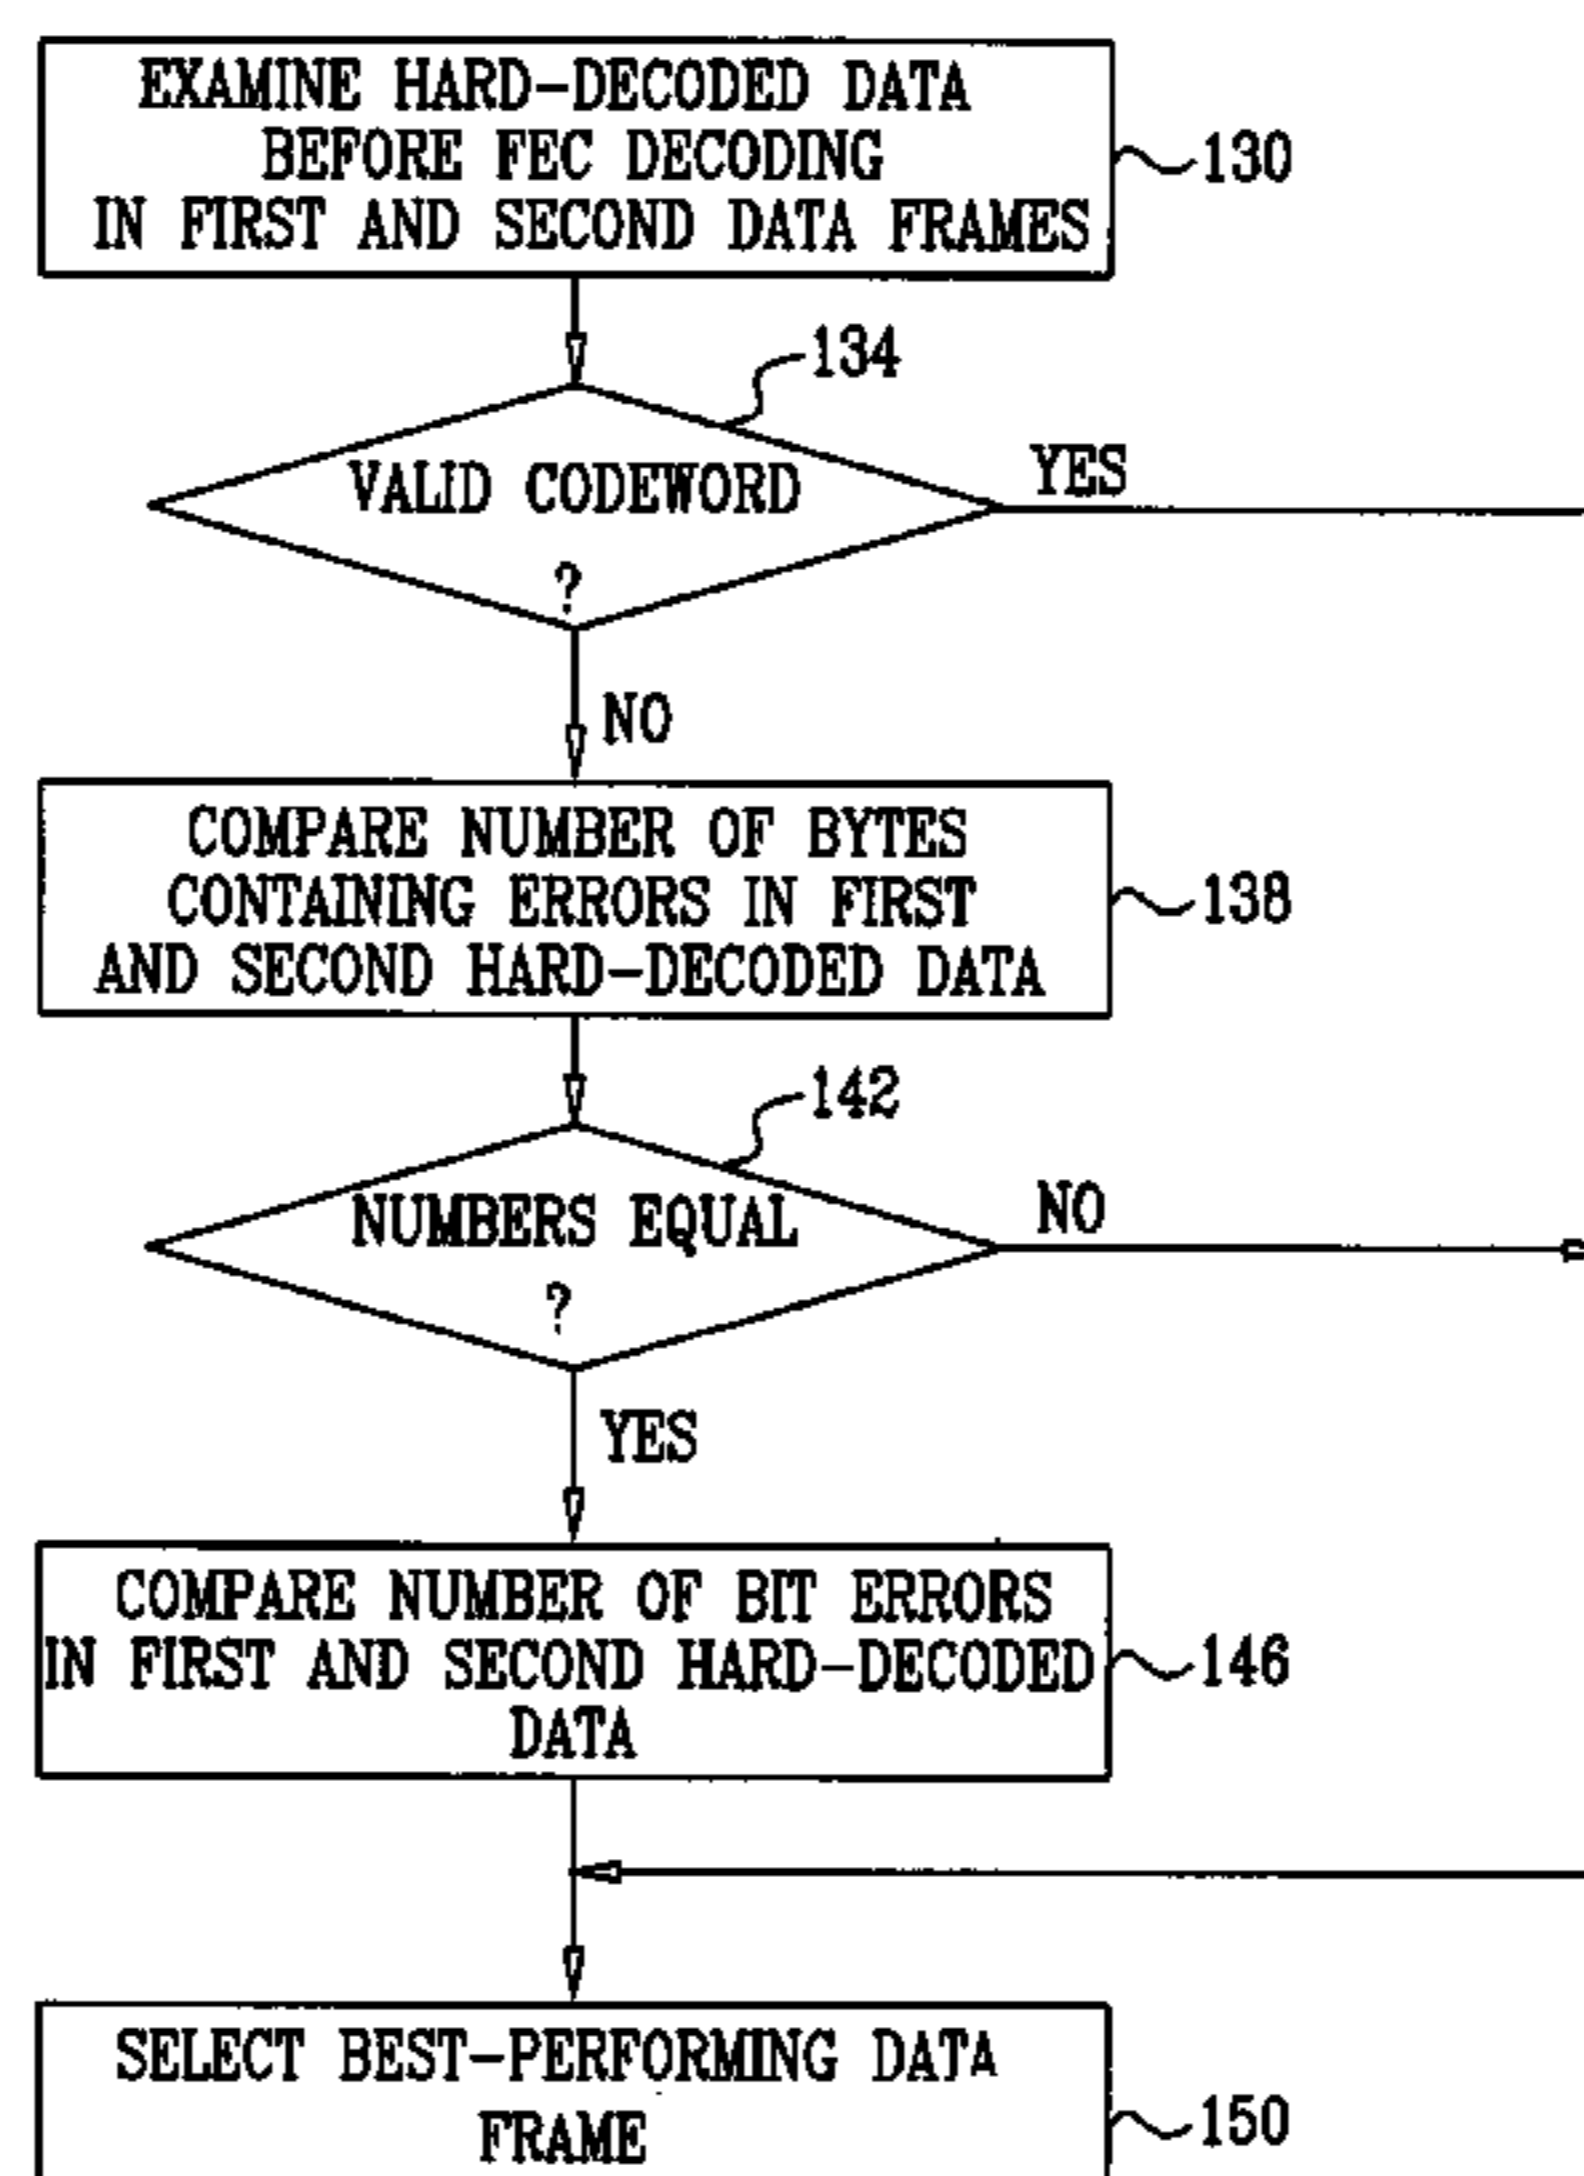 EXAMINE HARD-DECODED DATA
BEFORE FEC DECODING
IN FIRST AND SECOND DATA FRAMES
130
134
VALID CODEWORD
?
YES
NO
COMPARE NUMBER OF BYTES
CONTAINING ERRORS IN FIRST
AND SECOND HARD-DECODED DATA
138
142
NUMBERS EQUAL
?
NO
YES
COMPARE NUMBER OF BIT ERRORS
IN FIRST AND SECOND HARD-DECODED
DATA
146
SELECT BEST-PERFORMING DATA
FRAME
150